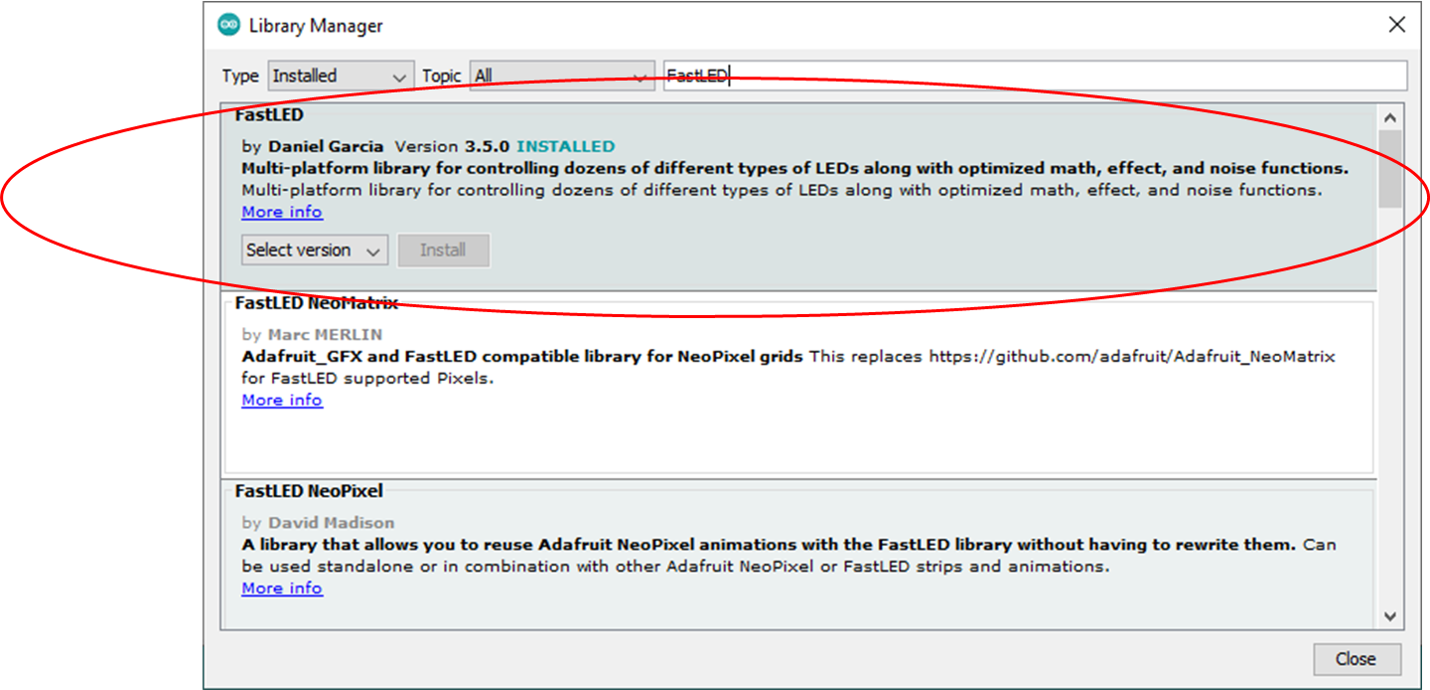 Library Manager
Type Installed Topic All FastLED
FastLED
by Daniel Garcia Version 3.5.0 INSTALLED
Multi-platform library for controlling dozens of different types of LEDs along with optimized math, effect, and noise functions.
Multi-platform library for controlling dozens of different types of LEDs along with optimized math, effect, and noise functions.
More info
Select version Install
FastLED NeoMatrix
by Marc MERLIN
Adafruit_GFX and FastLED compatible library for NeoPixel grids This replaces https://github.com/adafruit/Adafruit_NeoMatrix
for FastLED supported Pixels.
More info
FastLED NeoPixel
by David Madison
A library that allows you to reuse Adafruit NeoPixel animations with the FastLED library without having to rewrite them. Can
be used standalone or in combination with other Adafruit NeoPixel or FastLED strips and animations.
More info
Close